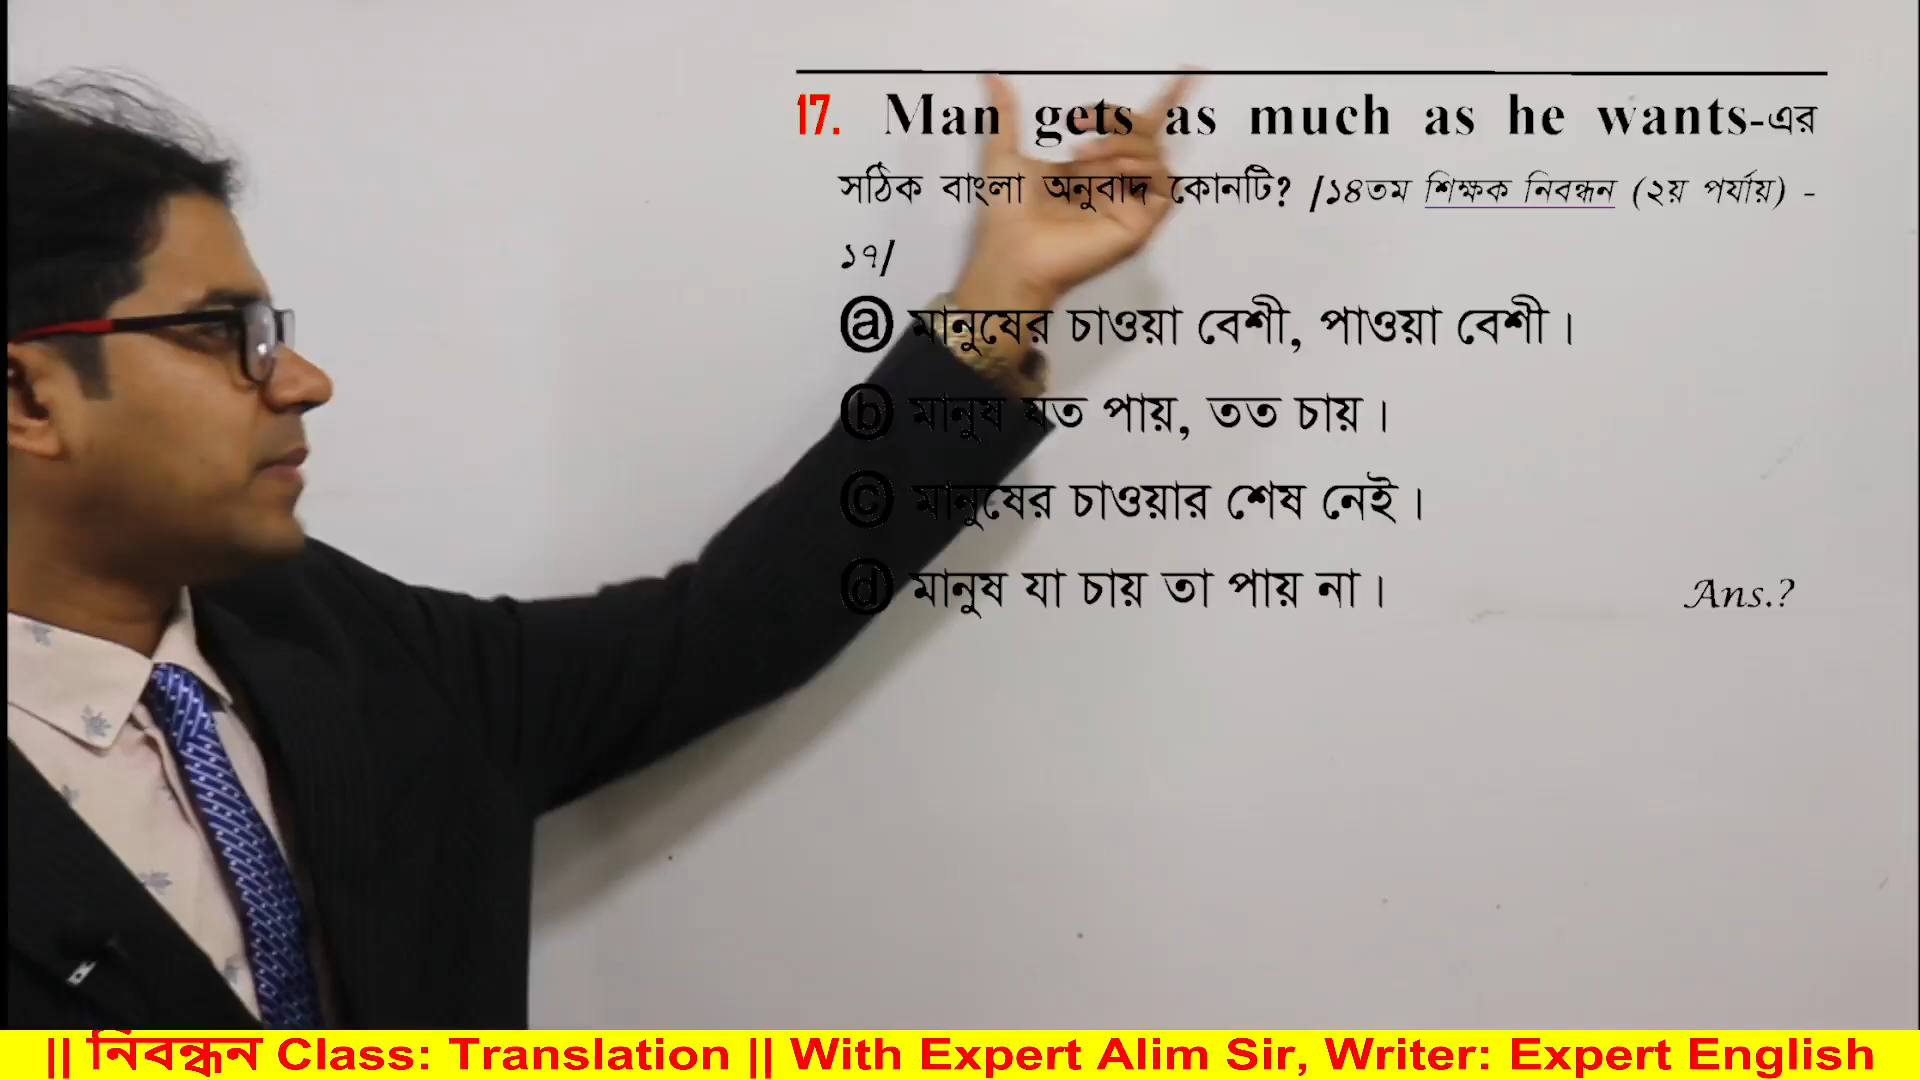 17. Man gets as much as he wants-এর
সঠিক বাংলা অনুবাদ কোনটি? /১৪তম শিক্ষক নিবন্ধন (২য় পর্যায়) -
১৭/
ⓐ মানুষের চাওয়া বেশী, পাওয়া বেশী।
ⓑ মানুষ যত পায়, তত চায়।
ⓒ মানুষের চাওয়ার শেষ নেই।
ⓓ মানুষ যা চায় তা পায় না।
Ans.?
|| নিবন্ধন Class: Translation || With Expert Alim Sir, Writer: Expert English